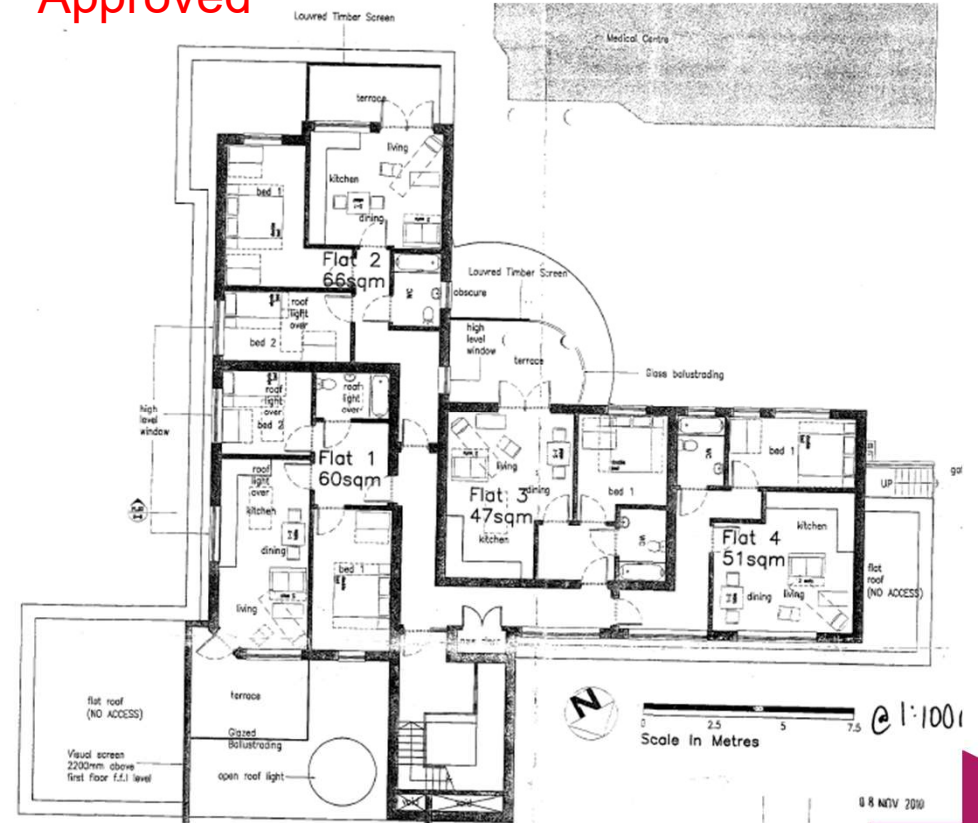 Approved
Louvred Timber Screen
Medical Centre
terrace
living
kitchen
dining
bed 1
Flat 2
66sqm
WC
obscure
Louvred Timber Screen
roof
light
over
bed 2
high
level
window
terrace
Glass balustrading
roof
light
over
bed 2
roof
light
over
high
level
window
Flat 1
60sqm
roof
light
over
kitchen
dining
living
bed 1
living
dining
Flat 3
47sqm
kitchen
bed 1
WC
WC
bed 1
UP
kitchen
Flat 4
51sqm
dining
living
flat
roof
(NO ACCESS)
flat roof
(NO ACCESS)
Visual screen
2200mm above
first floor f.f.l level
terrace
Glazed
Balustrading
open roof light
void
void
N
0 2.5 5 7.5
Scale In Metres
@ 1:100
08 NOV 2010